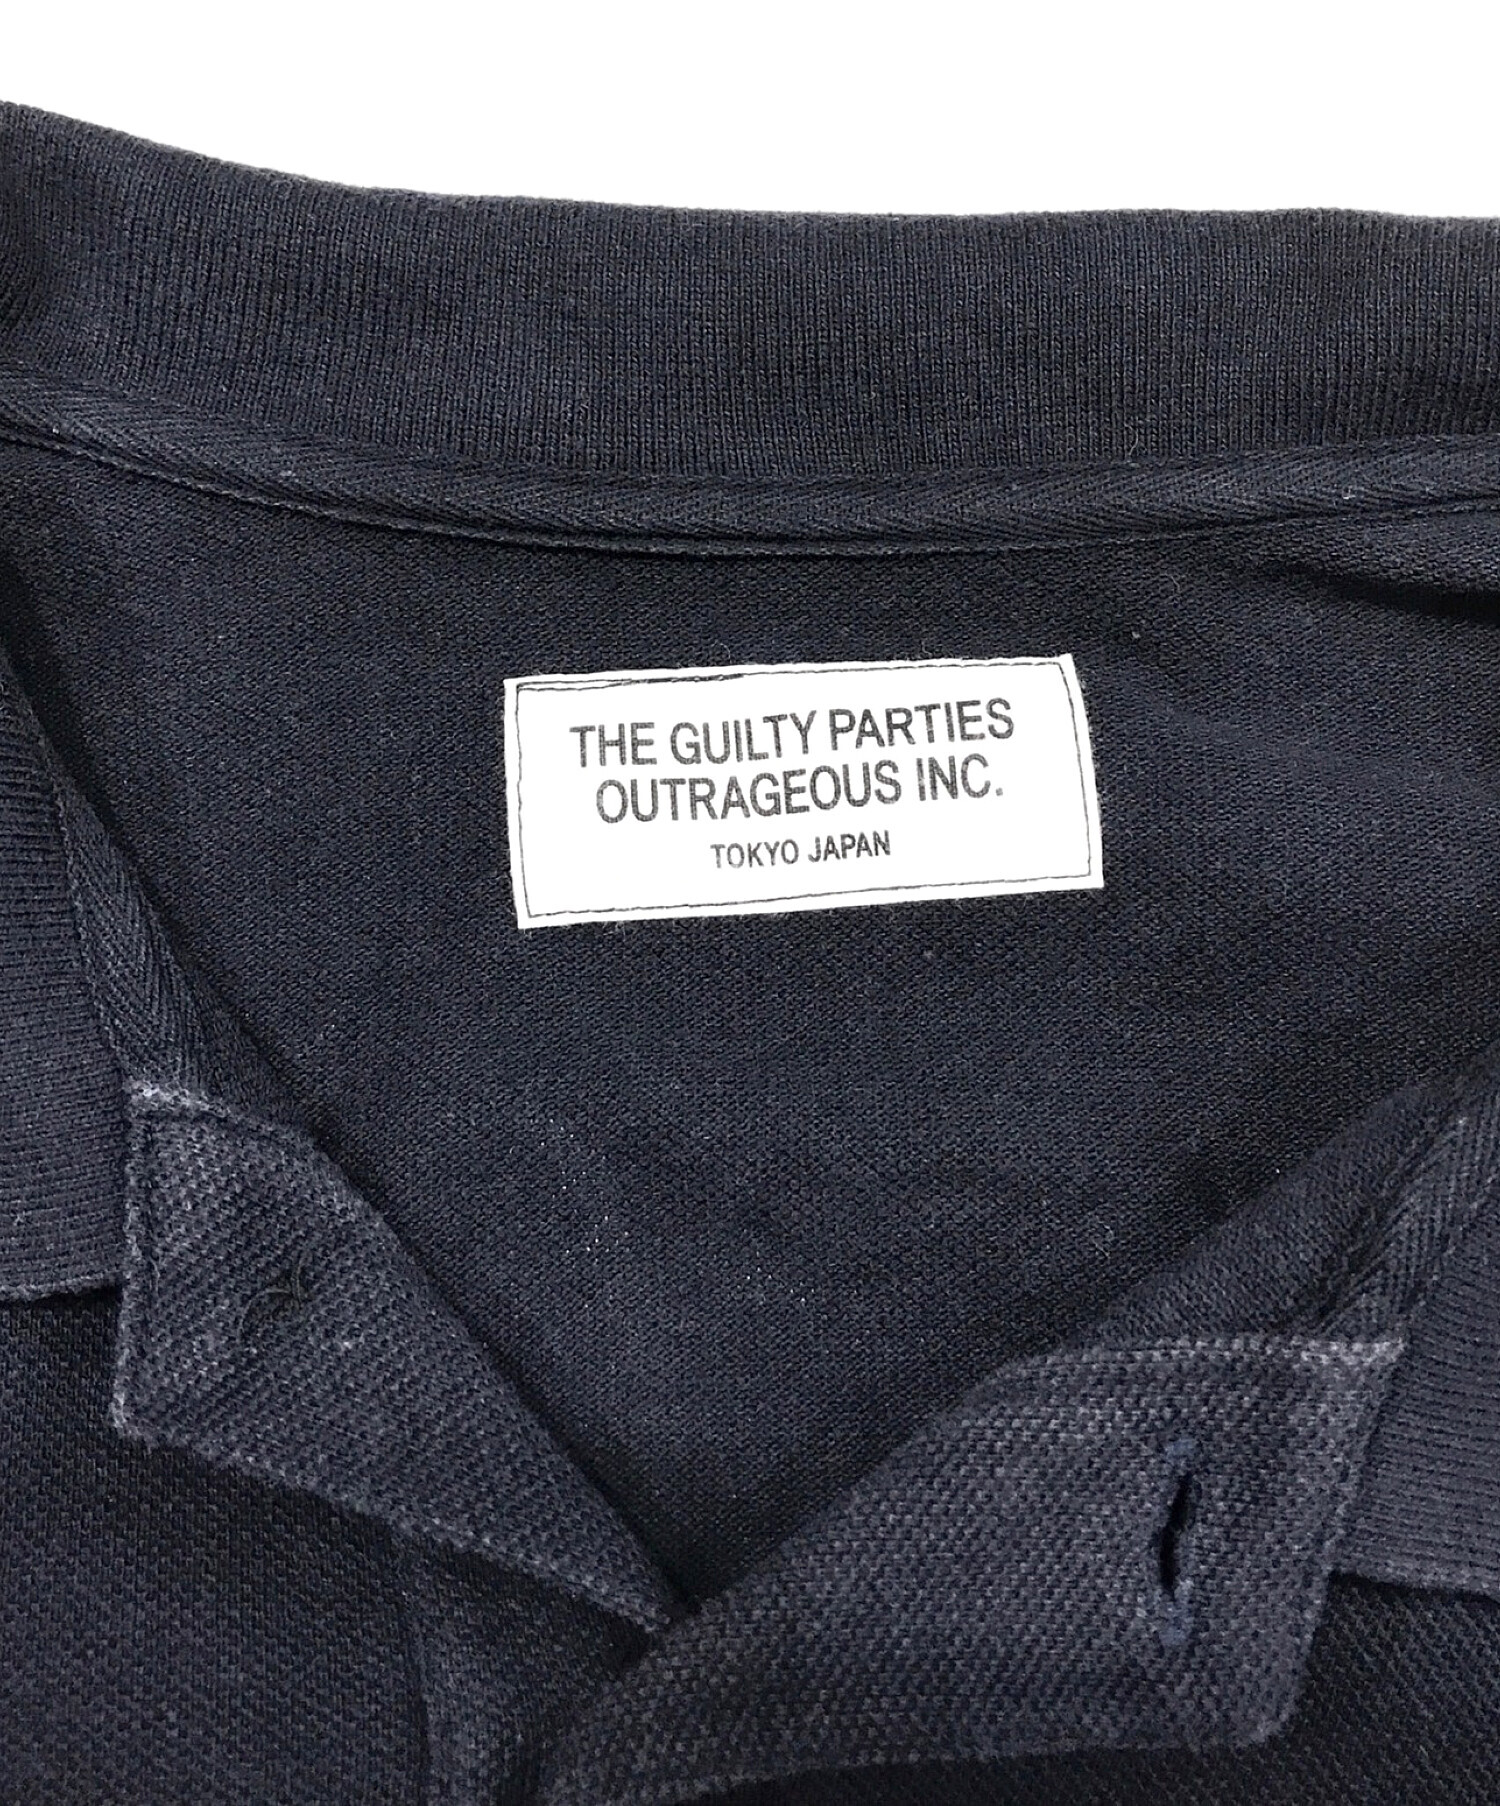 THE GUILTY PARTIES
OUTRAGEOUS INC.
TOKYO JAPAN